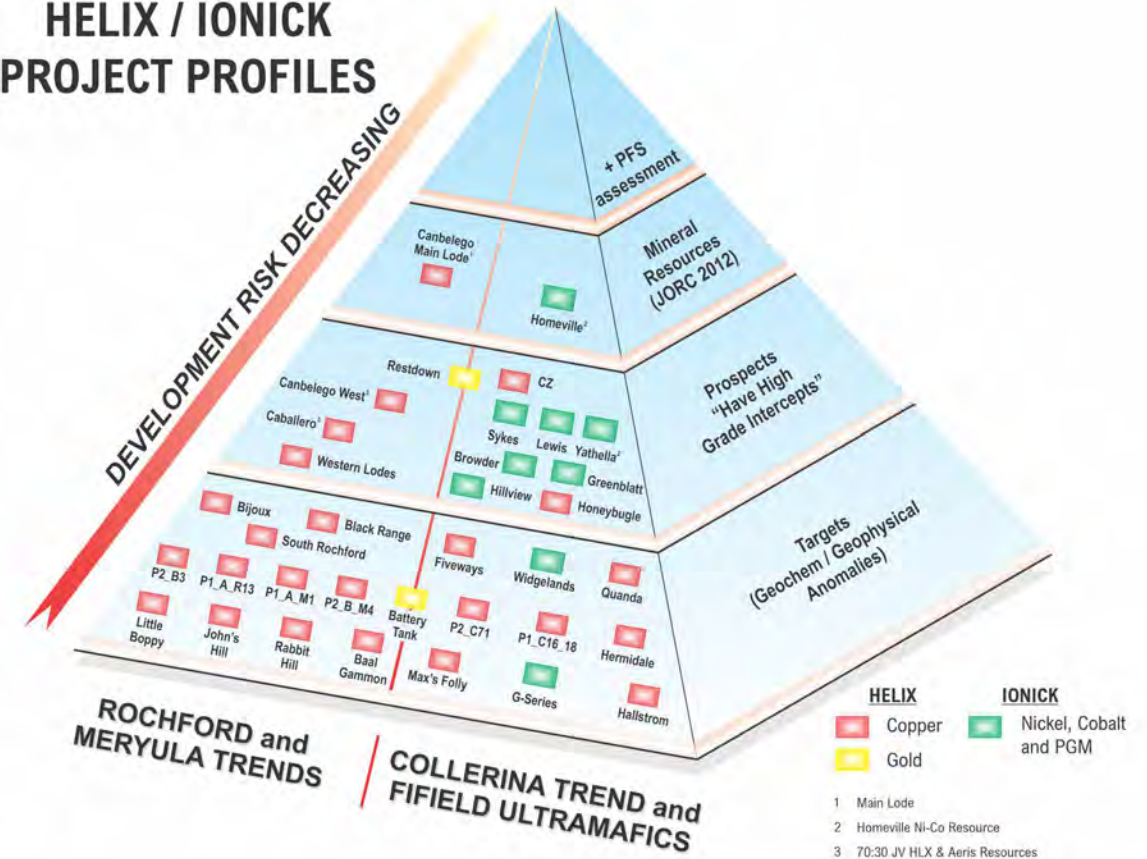 HELIX / IONICK
PROJECT PROFILES
DEVELOPMENT RISK DECREASING
+ PFS
assessment
Canbelego
Main Lode¹
Homeville²
Mineral
Resources
(JORC 2012)
Restdown
CZ
Canbelego West³
Caballero³
Western Lodes
Sykes
Lewis
Yathella²
Browder
Greenblatt
Hillview
Honeybugle
Prospects
“Have High
Grade Intercepts”
Bijoux
Black Range
South Rochford
Fiveways
Widgelands
Quanda
P2_B3
P1_A_R13
P1_A_M1
P2_B_M4
Battery
Tank
P2_C71
P1_C16_18
Hermidale
Little
Boppy
John's
Hill
Rabbit
Hill
Baal
Gammon
Max's Folly
G-Series
Hallstrom
Targets
(Geochem / Geophysical
Anomalies)
ROCHFORD and
MERYULA TRENDS
COLLERINA TREND and
FIFIELD ULTRAMAFICS
HELIX
Copper
Gold
IONICK
Nickel, Cobalt
and PGM
1 Main Lode
2 Homeville Ni-Co Resource
3 70:30 JV HLX & Aeris Resources